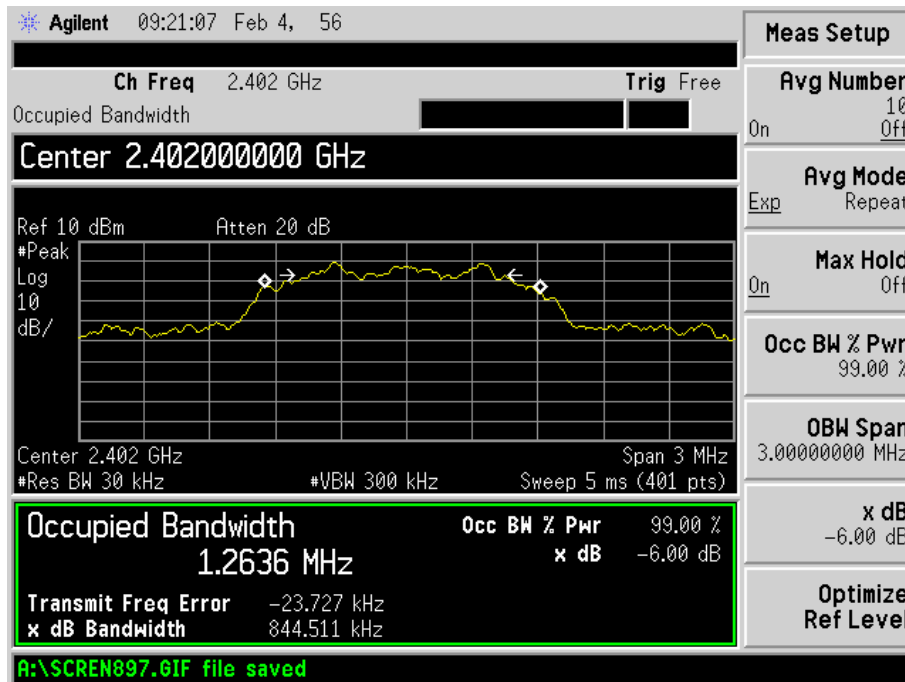 Agilent 09:21:07 Feb 4, 56
Ch Freq 2.402 GHz Trig Free
Occupied Bandwidth
Center 2.402000000 GHz
Ref 10 dBm Atten 20 dB
#Peak
Log
10
dB/
Center 2.402 GHz Span 3 MHz
#Res BW 30 kHz #VBW 300 kHz Sweep 5 ms (401 pts)
Occupied Bandwidth Occ BW % Pwr 99.00 %
1.2636 MHz x dB -6.00 dB
Transmit Freq Error -23.727 kHz
x dB Bandwidth 844.511 kHz
A:\SCREN897.GIF file saved
Meas Setup
Avg Number
10
On Off
Avg Mode
Exp Repeat
Max Hold
On Off
Occ BW % Pwr
99.00 %
OBW Span
3.00000000 MHz
x dB
-6.00 dB
Optimize
Ref Level